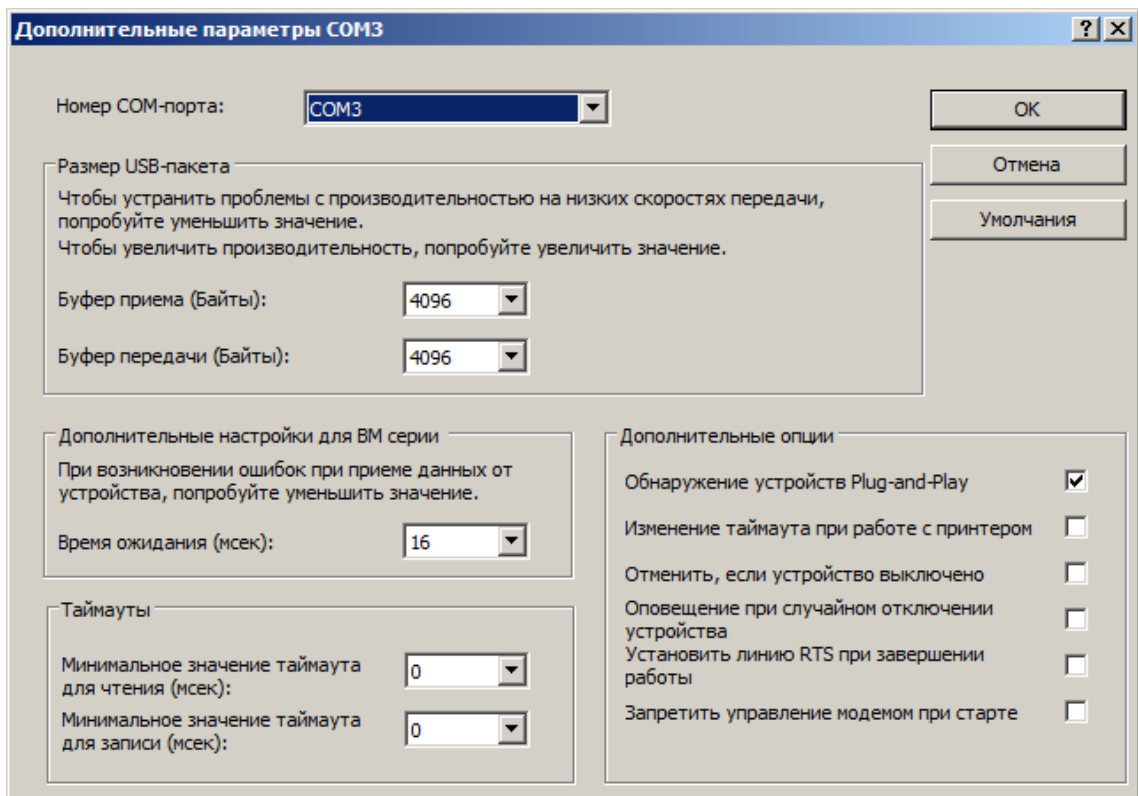 Дополнительные параметры COM3
Номер COM-порта:
COM3
OK
Отмена
Умолчания
Размер USB-пакета
Чтобы устранить проблемы с производительностью на низких скоростях передачи,
попробуйте уменьшить значение.
Чтобы увеличить производительность, попробуйте увеличить значение.
Буфер приема (Байты):
4096
Буфер передачи (Байты):
4096
Дополнительные настройки для BM серии
При возникновении ошибок при приеме данных от
устройства, попробуйте уменьшить значение.
Время ожидания (мсек):
16
Таймауты
Минимальное значение таймаута
для чтения (мсек):
0
Минимальное значение таймаута
для записи (мсек):
0
Дополнительные опции
Обнаружение устройств Plug-and-Play
Изменение таймаута при работе с принтером
Отменить, если устройство выключено
Оповещение при случайном отключении
устройства
Установить линию RTS при завершении
работы
Запретить управление модемом при старте